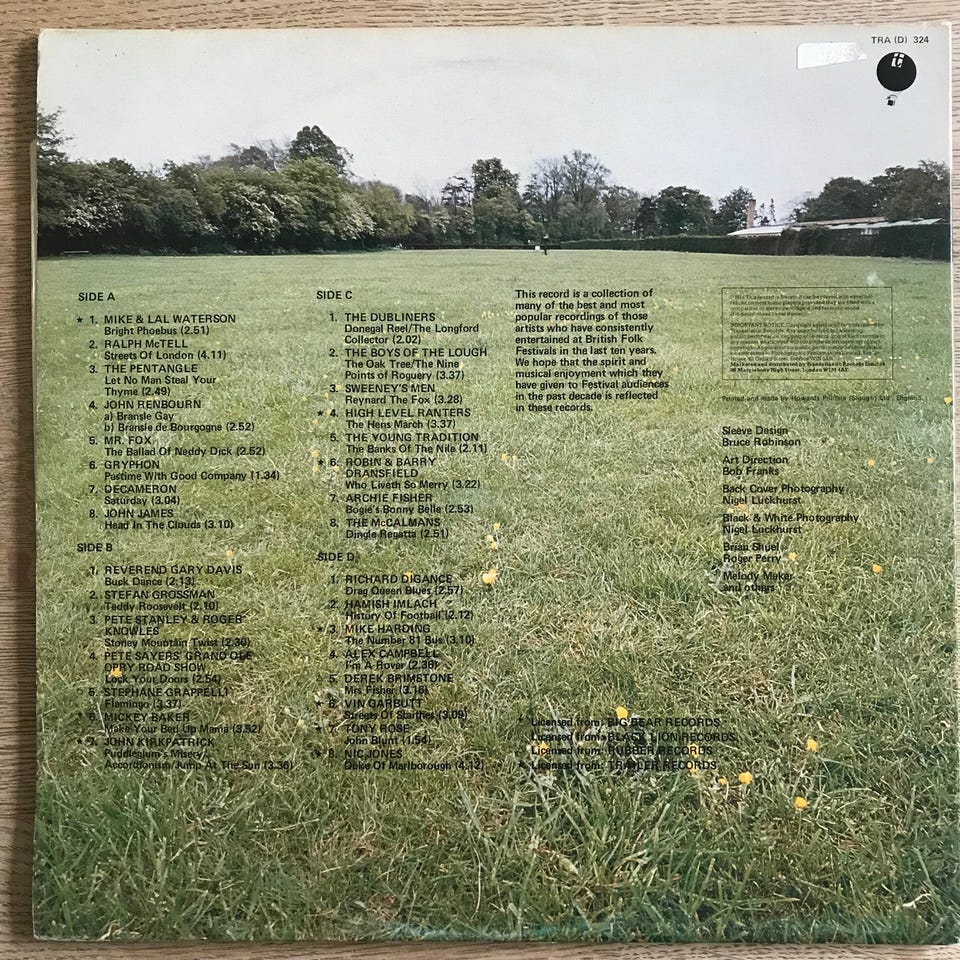 TRA (D) 324
SIDE A
★ 1. MIKE & LAL WATERSON
Bright Phoebus (2.51)
2. RALPH McTELL
Streets Of London (4.11)
3. THE PENTANGLE
Let No Man Steal Your
Thyme (2.49)
4. JOHN RENBOURN
a) Bransle Gay
b) Bransle de Bourgogne (2.52)
5. MR. FOX
The Ballad Of Neddy Dick (2.52)
6. GRYPHON
Pastime With Good Company (1.34)
7. DECAMERON
Saturday (3.04)
8. JOHN JAMES
Head In The Clouds (3.10)
SIDE B
1. REVEREND GARY DAVIS
Buck Dance (2.13)
2. STEFAN GROSSMAN
Teddy Roosevelt (2.10)
3. PETE STANLEY & ROGER
KNOWLES
Stoney Mountain Twist (2.30)
4. PETE SAYERS' GRAND OLE
OPRY ROAD SHOW
Lock Your Doors (2.54)
5. STEPHANE GRAPPELLI
Flamingo (3.37)
6. MICKEY BAKER
Make Your Bed Up Mama (3.52)
★ 7. JOHN KIRKPATRICK
Puddlegium's Misery/
Accordionism/Jump At The Sun (3.36)
SIDE C
1. THE DUBLINERS
Donegal Reel/The Longford
Collector (2.02)
2. THE BOYS OF THE LOUGH
The Oak Tree/The Nine
Points of Roguery (3.37)
3. SWEENEY'S MEN
Reynard The Fox (3.28)
★ 4. HIGH LEVEL RANTERS
The Hens March (3.37)
5. THE YOUNG TRADITION
The Banks Of The Nile (2.11)
★ 6. ROBIN & BARRY
DRANSFIELD
Who Liveth So Merry (3.22)
7. ARCHIE FISHER
Bogie's Bonny Belle (2.53)
8. THE McCALMANS
Dingle Regatta (2.51)
SIDE D
1. RICHARD DIGANCE
Drag Queen Blues (2.57)
2. HAMISH IMLACH
History Of Football (2.12)
★ 3. MIKE HARDING
The Number 81 Bus (3.10)
4. ALEX CAMPBELL
I'm A Rover (2.36)
5. DEREK BRIMSTONE
Mrs Fisher (3.16)
★ 6. VIN GARBUTT
Streets Of Staithes (3.09)
★ 7. TONY ROSE
John Blunt (1.54)
★ 8. NIC JONES
Duke Of Marlborough (4.12)
This record is a collection of
many of the best and most
popular recordings of those
artists who have consistently
entertained at British Folk
Festivals in the last ten years.
We hope that the spirit and
musical enjoyment which they
have given to Festival audiences
in the past decade is reflected
in these records.
Printed and made by Howards Printers (Slough) Ltd., England.
Sleeve Design
Bruce Robinson
Art Direction
Bob Franks
Back Cover Photography
Nigel Luckhurst
Black & White Photography
Nigel Luckhurst
Brian Shuel
Roger Perry
Melody Maker
and others
Licensed from: BIG BEAR RECORDS
Licensed from: BLACK LION RECORDS
Licensed from: RUBBER RECORDS
Licensed from: TRAILER RECORDS